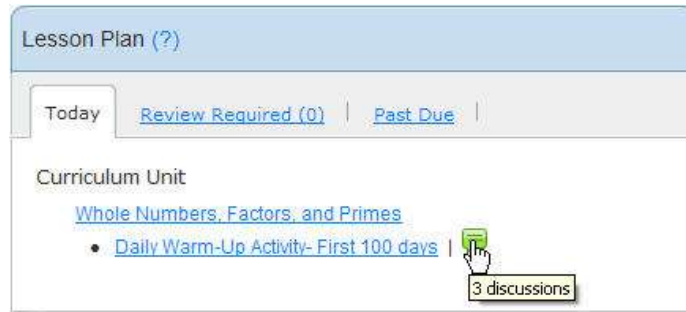 Lesson Plan (?)
Today | Review Required (0) | Past Due |
Curriculum Unit
Whole Numbers, Factors, and Primes
• Daily Warm-Up Activity- First 100 days |
3 discussions